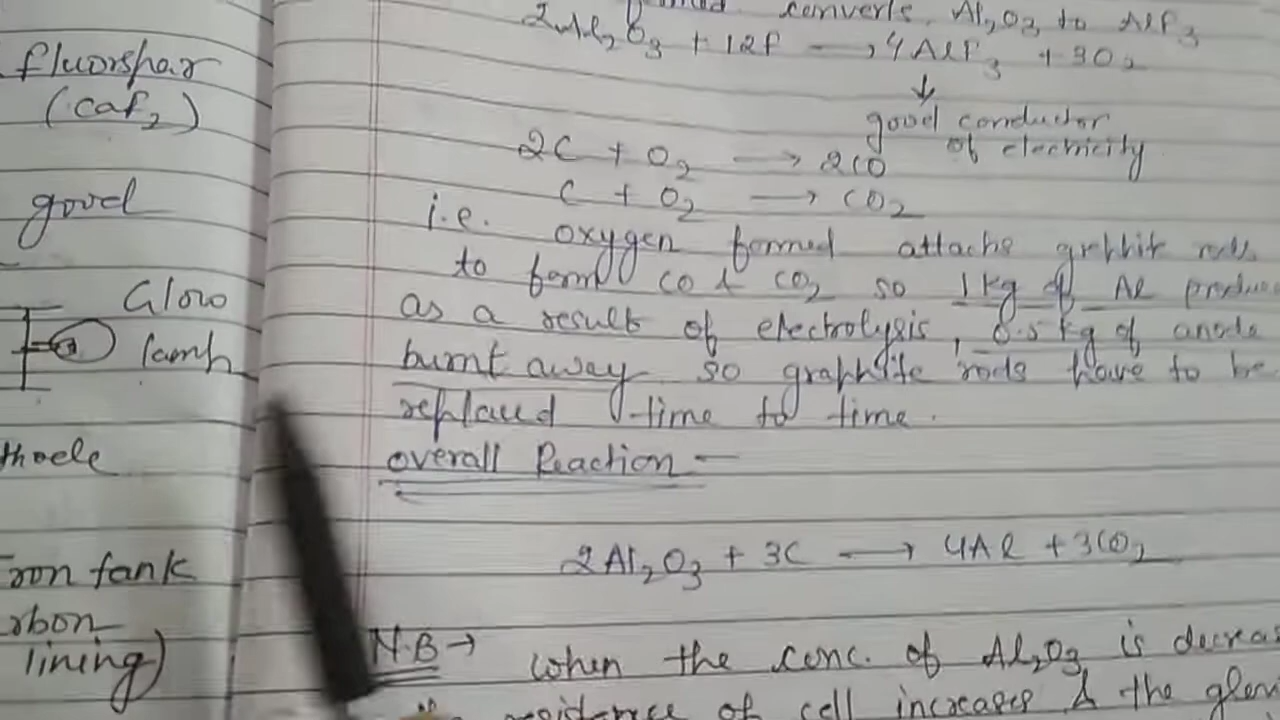 fluorspar
(CaF2)
good
Glow
lamp
thode
Iron tank
rbon
lining)
converts Al2O3 to AlF3
2Al2O3 + 12F → 4AlF3 + 3O2
↓
good conductor
of electricity
2C + O2 → 2CO
C + O2 → CO2
i.e. oxygen formed attacks graphite rods
to form CO & CO2 so 1kg of Al produce
as a result of electrolysis, 0.5 kg of anode
burnt away so graphite rods have to be
replaced time to time.
overall Reaction -
2Al2O3 + 3C → 4Al + 3CO2
N.B → when the conc. of Al2O3 is decrea
resistance of cell increases & the glow